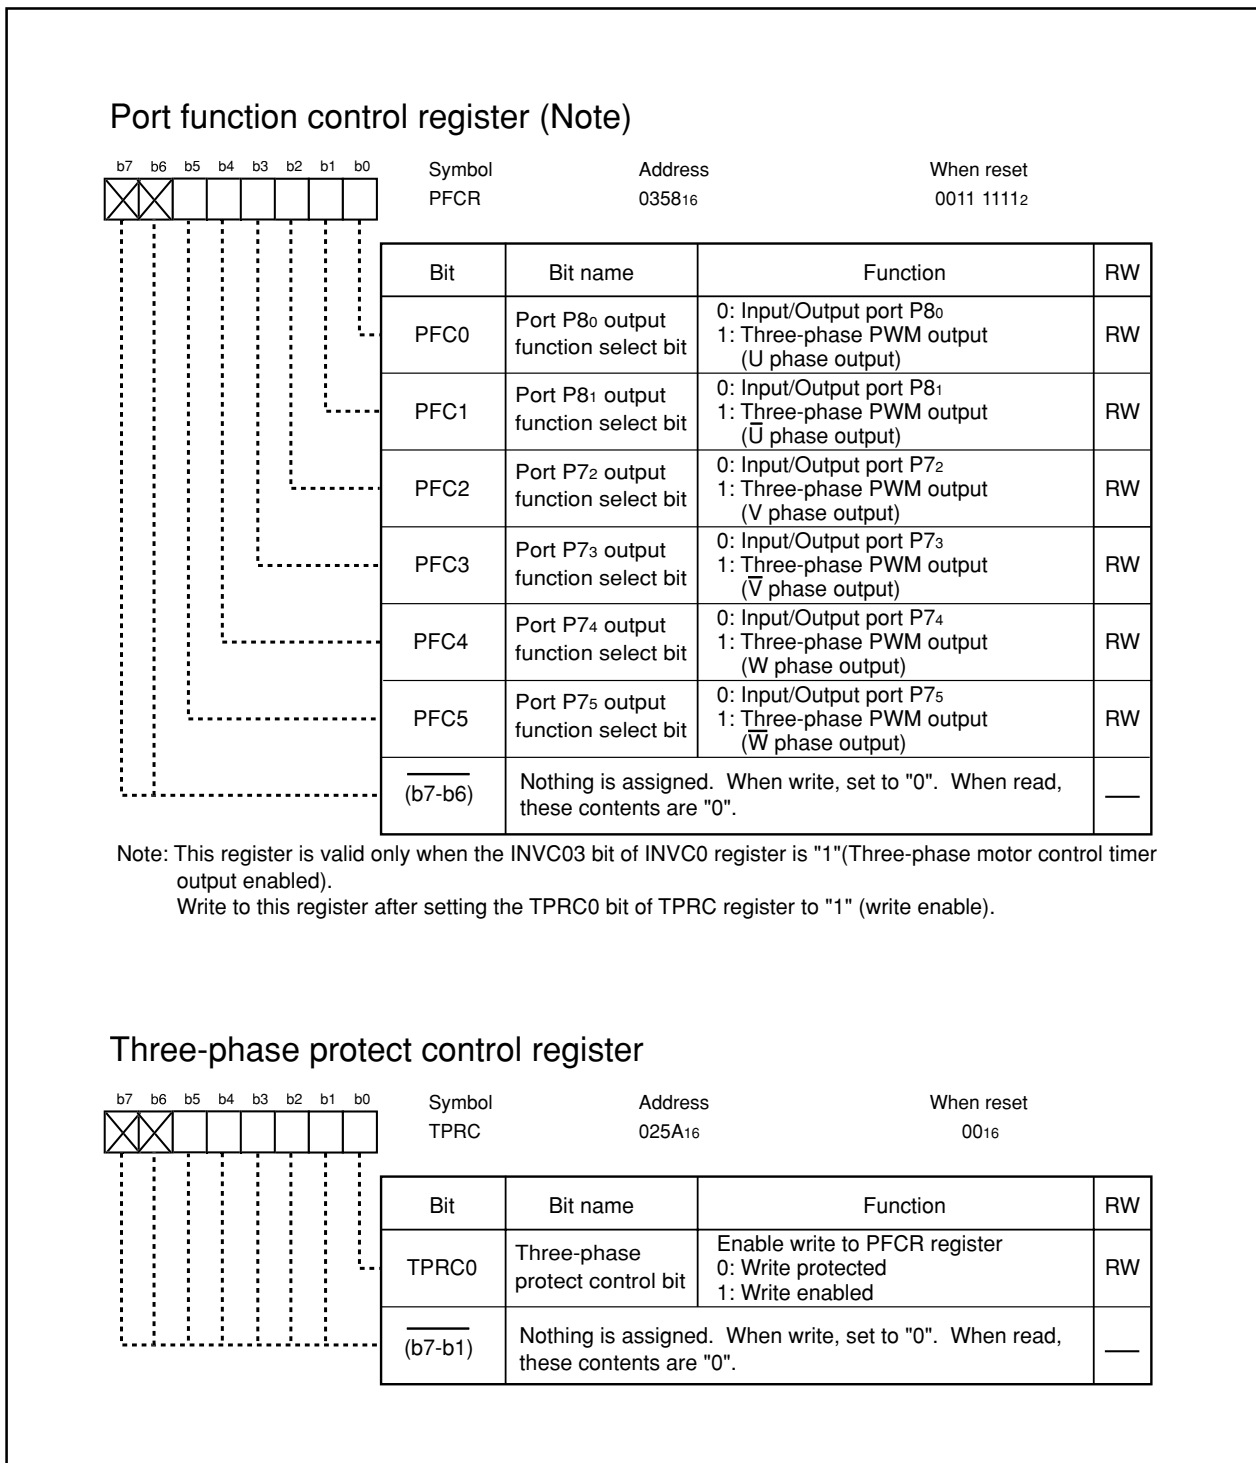 Port function control register (Note)
b7 b6 b5 b4 b3 b2 b1 b0
Symbol Address When reset
PFCR 035816 0011 11112
Bit Bit name Function RW
PFC0 Port P80 output function select bit 0: Input/Output port P80 1: Three-phase PWM output (U phase output) RW
PFC1 Port P81 output function select bit 0: Input/Output port P81 1: Three-phase PWM output (U̅ phase output) RW
PFC2 Port P72 output function select bit 0: Input/Output port P72 1: Three-phase PWM output (V phase output) RW
PFC3 Port P73 output function select bit 0: Input/Output port P73 1: Three-phase PWM output (V̅ phase output) RW
PFC4 Port P74 output function select bit 0: Input/Output port P74 1: Three-phase PWM output (W phase output) RW
PFC5 Port P75 output function select bit 0: Input/Output port P75 1: Three-phase PWM output (W̅ phase output) RW
(b7-b6) Nothing is assigned. When write, set to "0". When read, these contents are "0". —
Note: This register is valid only when the INVC03 bit of INVC0 register is "1"(Three-phase motor control timer
output enabled).
Write to this register after setting the TPRC0 bit of TPRC register to "1" (write enable).
Three-phase protect control register
b7 b6 b5 b4 b3 b2 b1 b0
Symbol Address When reset
TPRC 025A16 0016
Bit Bit name Function RW
TPRC0 Three-phase protect control bit Enable write to PFCR register 0: Write protected 1: Write enabled RW
(b7-b1) Nothing is assigned. When write, set to "0". When read, these contents are "0". —